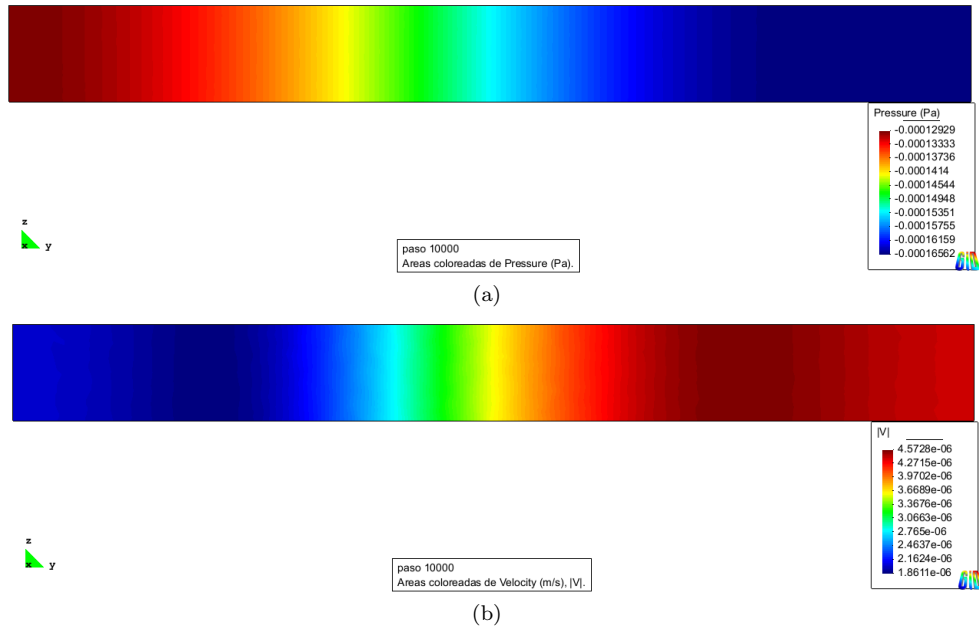 Pressure (Pa)
-0.00012929
-0.00013333
-0.00013736
-0.0001414
-0.00014544
-0.00014948
-0.00015351
-0.00015755
-0.00016159
-0.00016562
GiD
z
x y
paso 10000
Areas coloreadas de Pressure (Pa).
(a)
|V|
4.5728e-06
4.2715e-06
3.9702e-06
3.6689e-06
3.3676e-06
3.0663e-06
2.765e-06
2.4637e-06
2.1624e-06
1.8611e-06
GiD
z
x y
paso 10000
Areas coloreadas de Velocity (m/s), |V|.
(b)